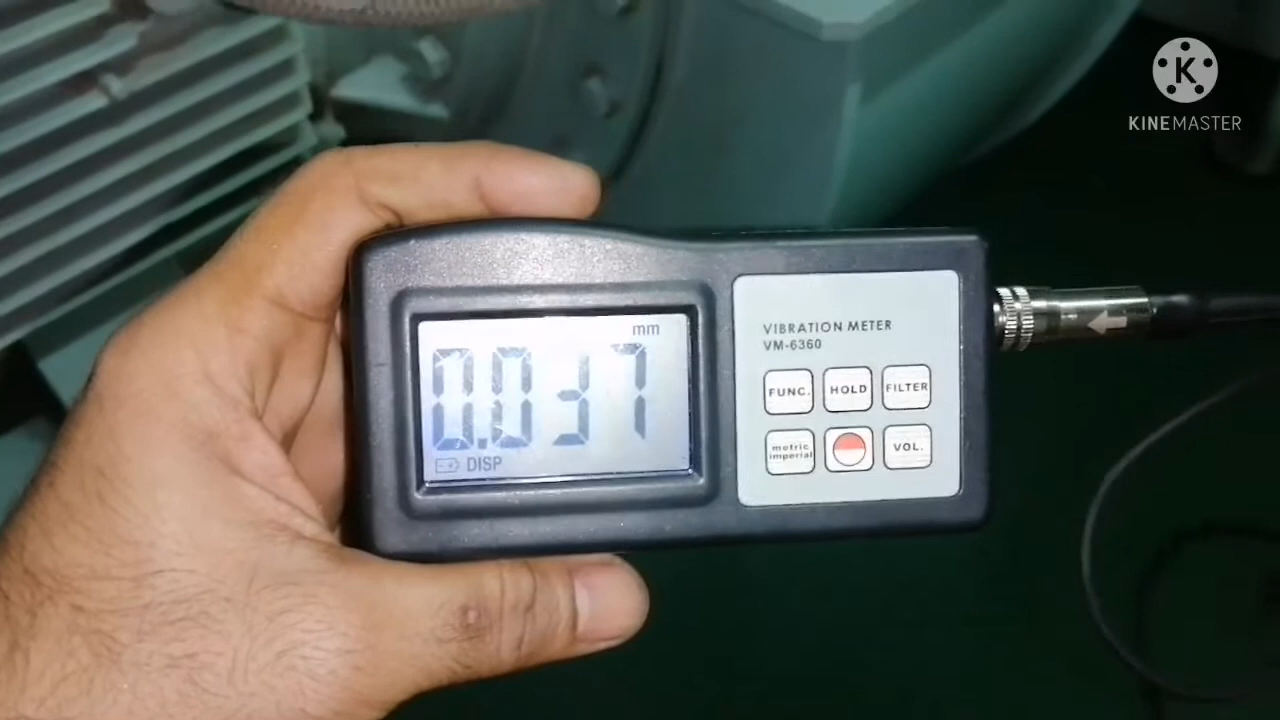 K
KINEMASTER
mm
0.037
DISP
VIBRATION METER
VM-6360
FUNC.
HOLD
FILTER
metric
imperial
VOL.